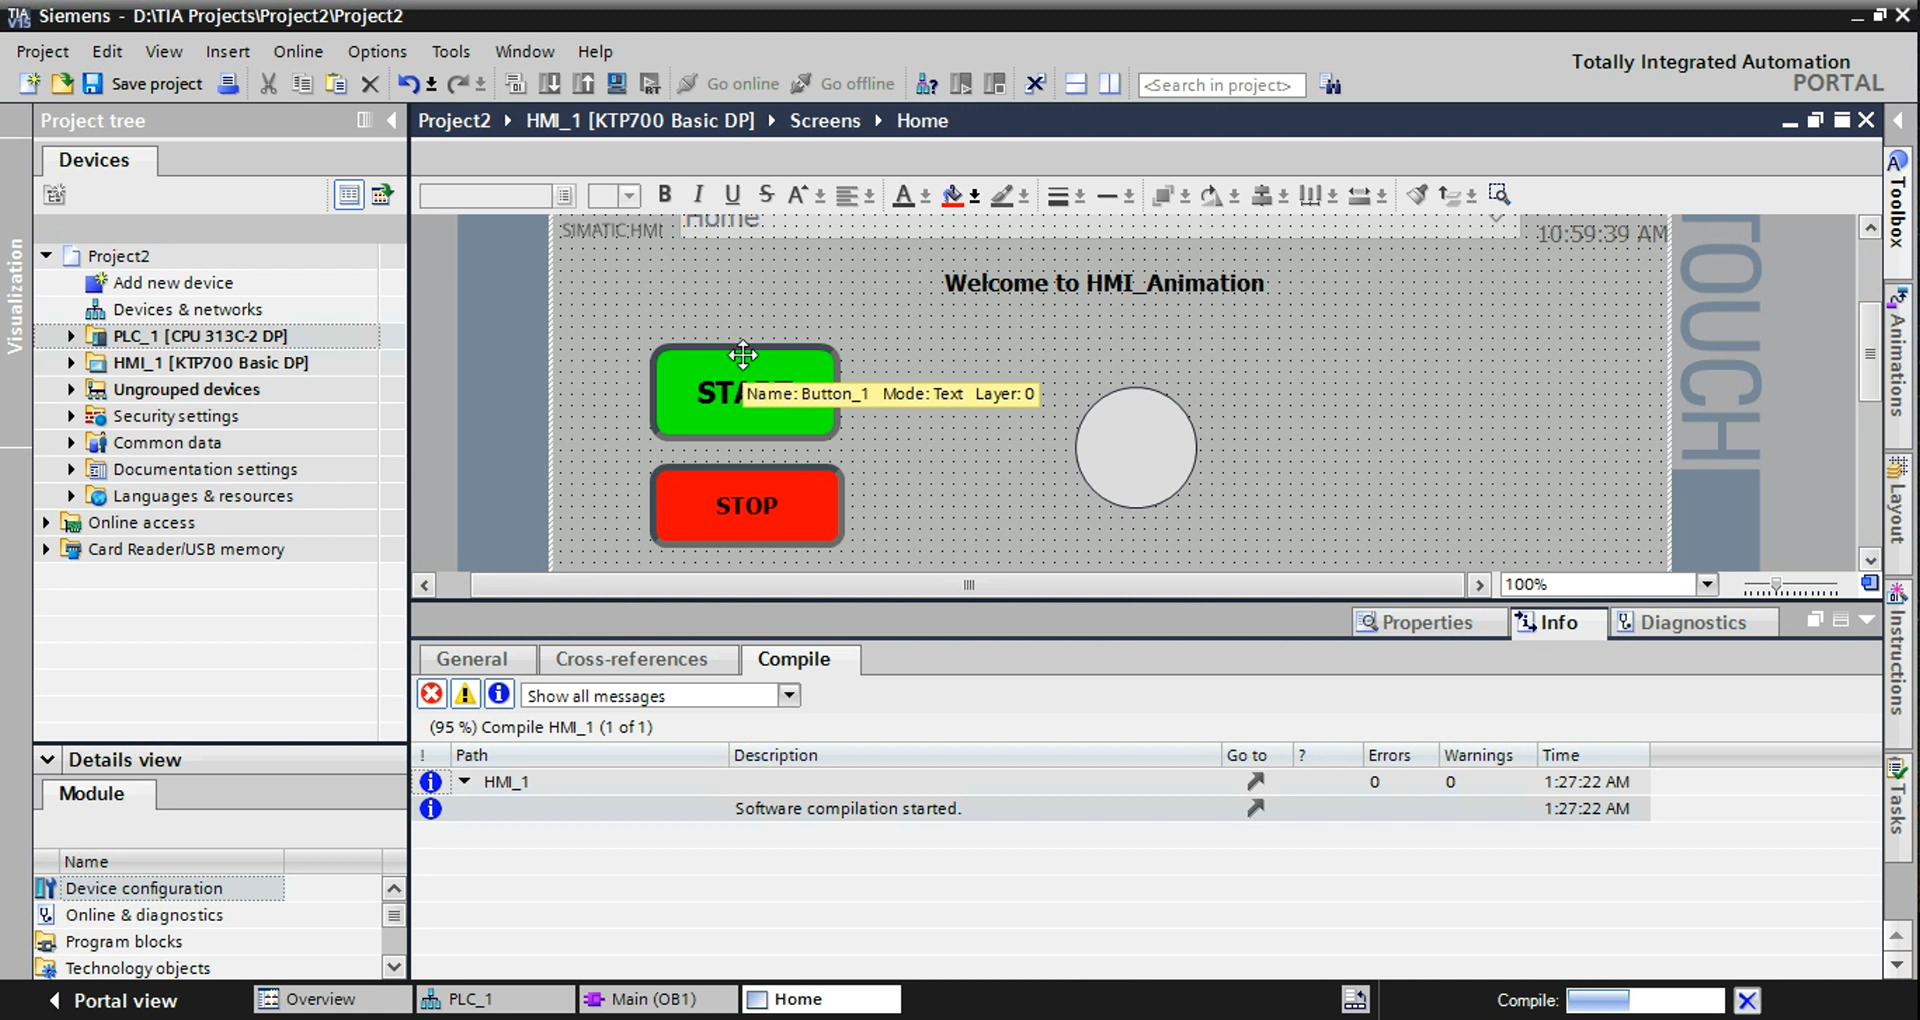 TIA
V15
Siemens - D:\TIA Projects\Project2\Project2
Project Edit View Insert Online Options Tools Window Help
Totally Integrated Automation
PORTAL
Save project
Go online
Go offline
<Search in project>
Project tree
Project2 HMI_1 [KTP700 Basic DP] Screens Home
Devices
B I U S A A
Visualization
Project2
Add new device
Devices & networks
PLC_1 [CPU 313C-2 DP]
HMI_1 [KTP700 Basic DP]
Ungrouped devices
Security settings
Common data
Documentation settings
Languages & resources
Online access
Card Reader/USB memory
SIMATIC HMI
Home
10:59:39 AM
Welcome to HMI_Animation
STA
Name: Button_1 Mode: Text Layer: 0
STOP
TOUCH
100%
Toolbox
Animations
Layout
Instructions
Tasks
Properties
Info
Diagnostics
General
Cross-references
Compile
Show all messages
(95 %) Compile HMI_1 (1 of 1)
! Path Description Go to ? Errors Warnings Time
HMI_1 0 0 1:27:22 AM
Software compilation started. 1:27:22 AM
Details view
Module
Name
Device configuration
Online & diagnostics
Program blocks
Technology objects
Portal view
Overview
PLC_1
Main (OB1)
Home
Compile: